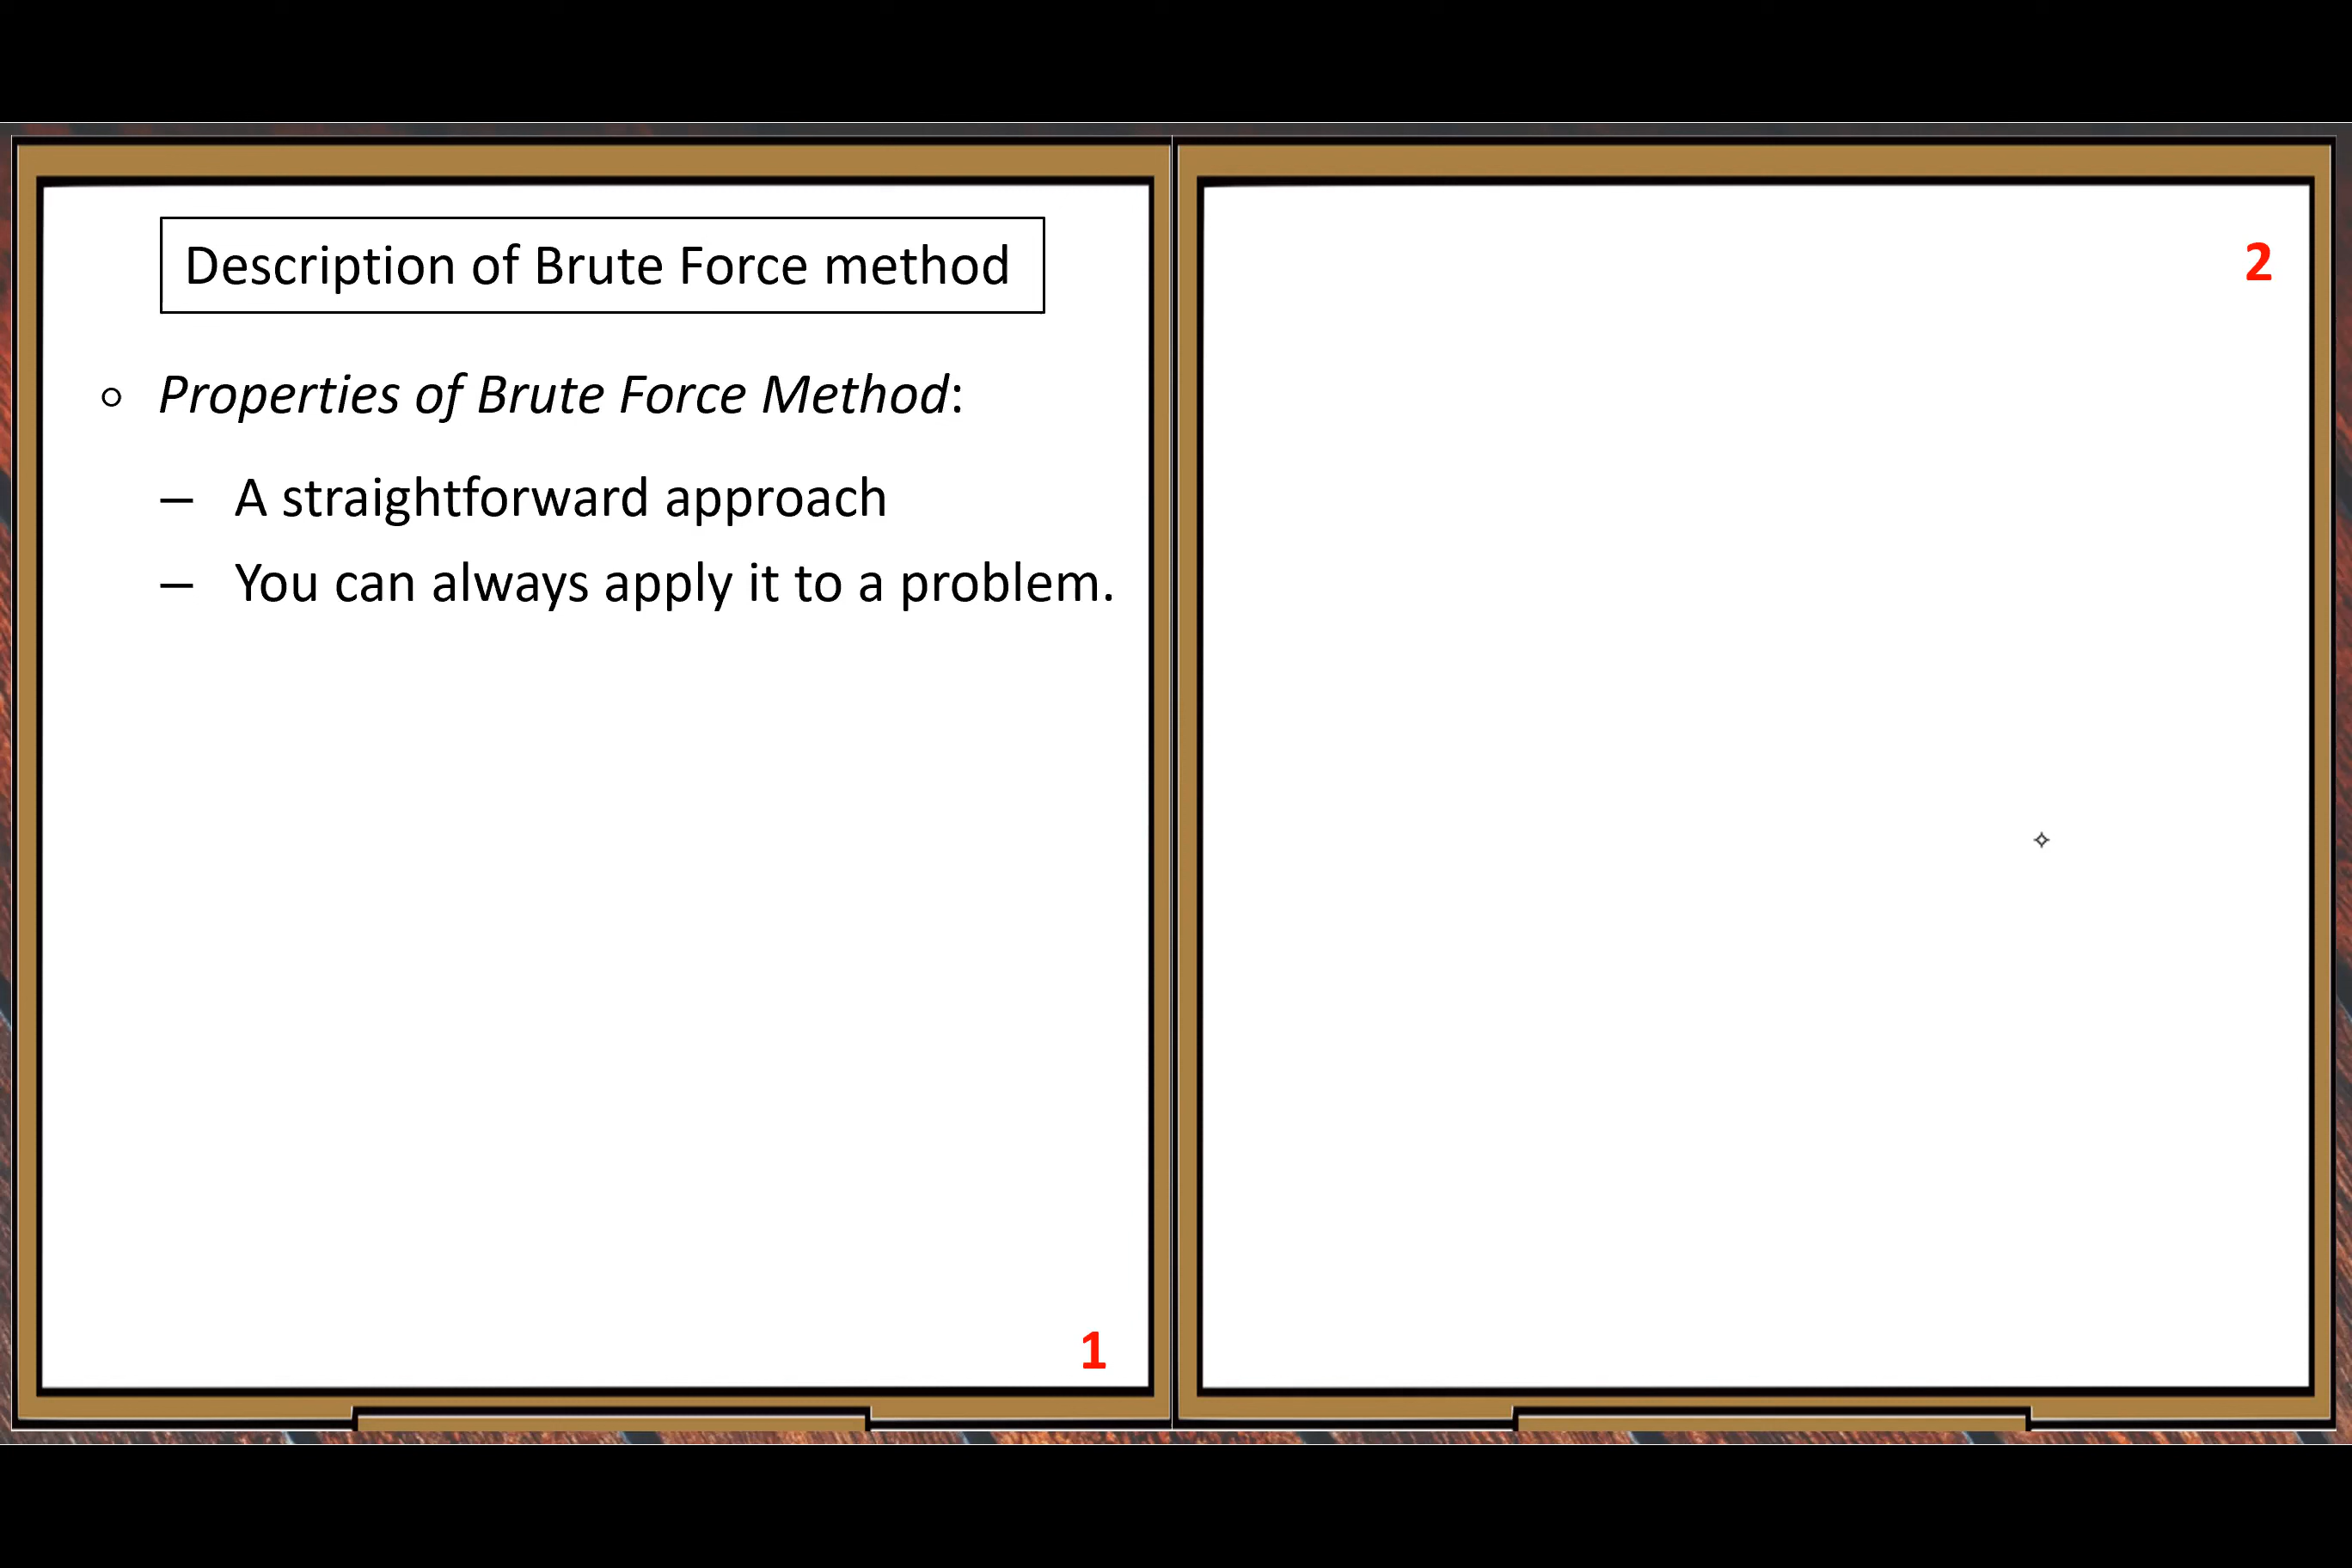 Description of Brute Force method
○ Properties of Brute Force Method:
– A straightforward approach
– You can always apply it to a problem.
1
2